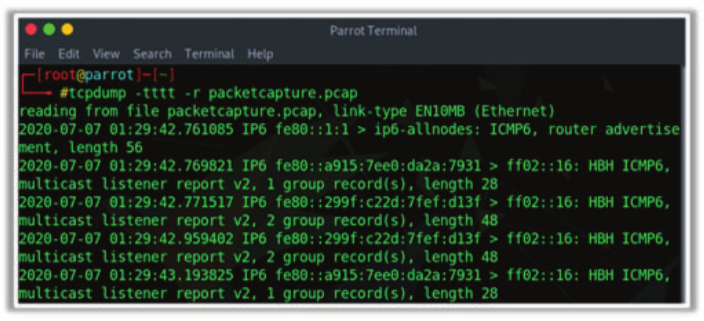 Parrot Terminal
File Edit View Search Terminal Help
[root@parrot]-[~]
#tcpdump -tttt -r packetcapture.pcap
reading from file packetcapture.pcap, link-type EN10MB (Ethernet)
2020-07-07 01:29:42.761085 IP6 fe80::1:1 > ip6-allnodes: ICMP6, router advertise
ment, length 56
2020-07-07 01:29:42.769821 IP6 fe80::a915:7ee0:da2a:7931 > ff02::16: HBH ICMP6,
multicast listener report v2, 1 group record(s), length 28
2020-07-07 01:29:42.771517 IP6 fe80::299f:c22d:7fef:d13f > ff02::16: HBH ICMP6,
multicast listener report v2, 2 group record(s), length 48
2020-07-07 01:29:42.959402 IP6 fe80::299f:c22d:7fef:d13f > ff02::16: HBH ICMP6,
multicast listener report v2, 2 group record(s), length 48
2020-07-07 01:29:43.193825 IP6 fe80::a915:7ee0:da2a:7931 > ff02::16: HBH ICMP6,
multicast listener report v2, 1 group record(s), length 28